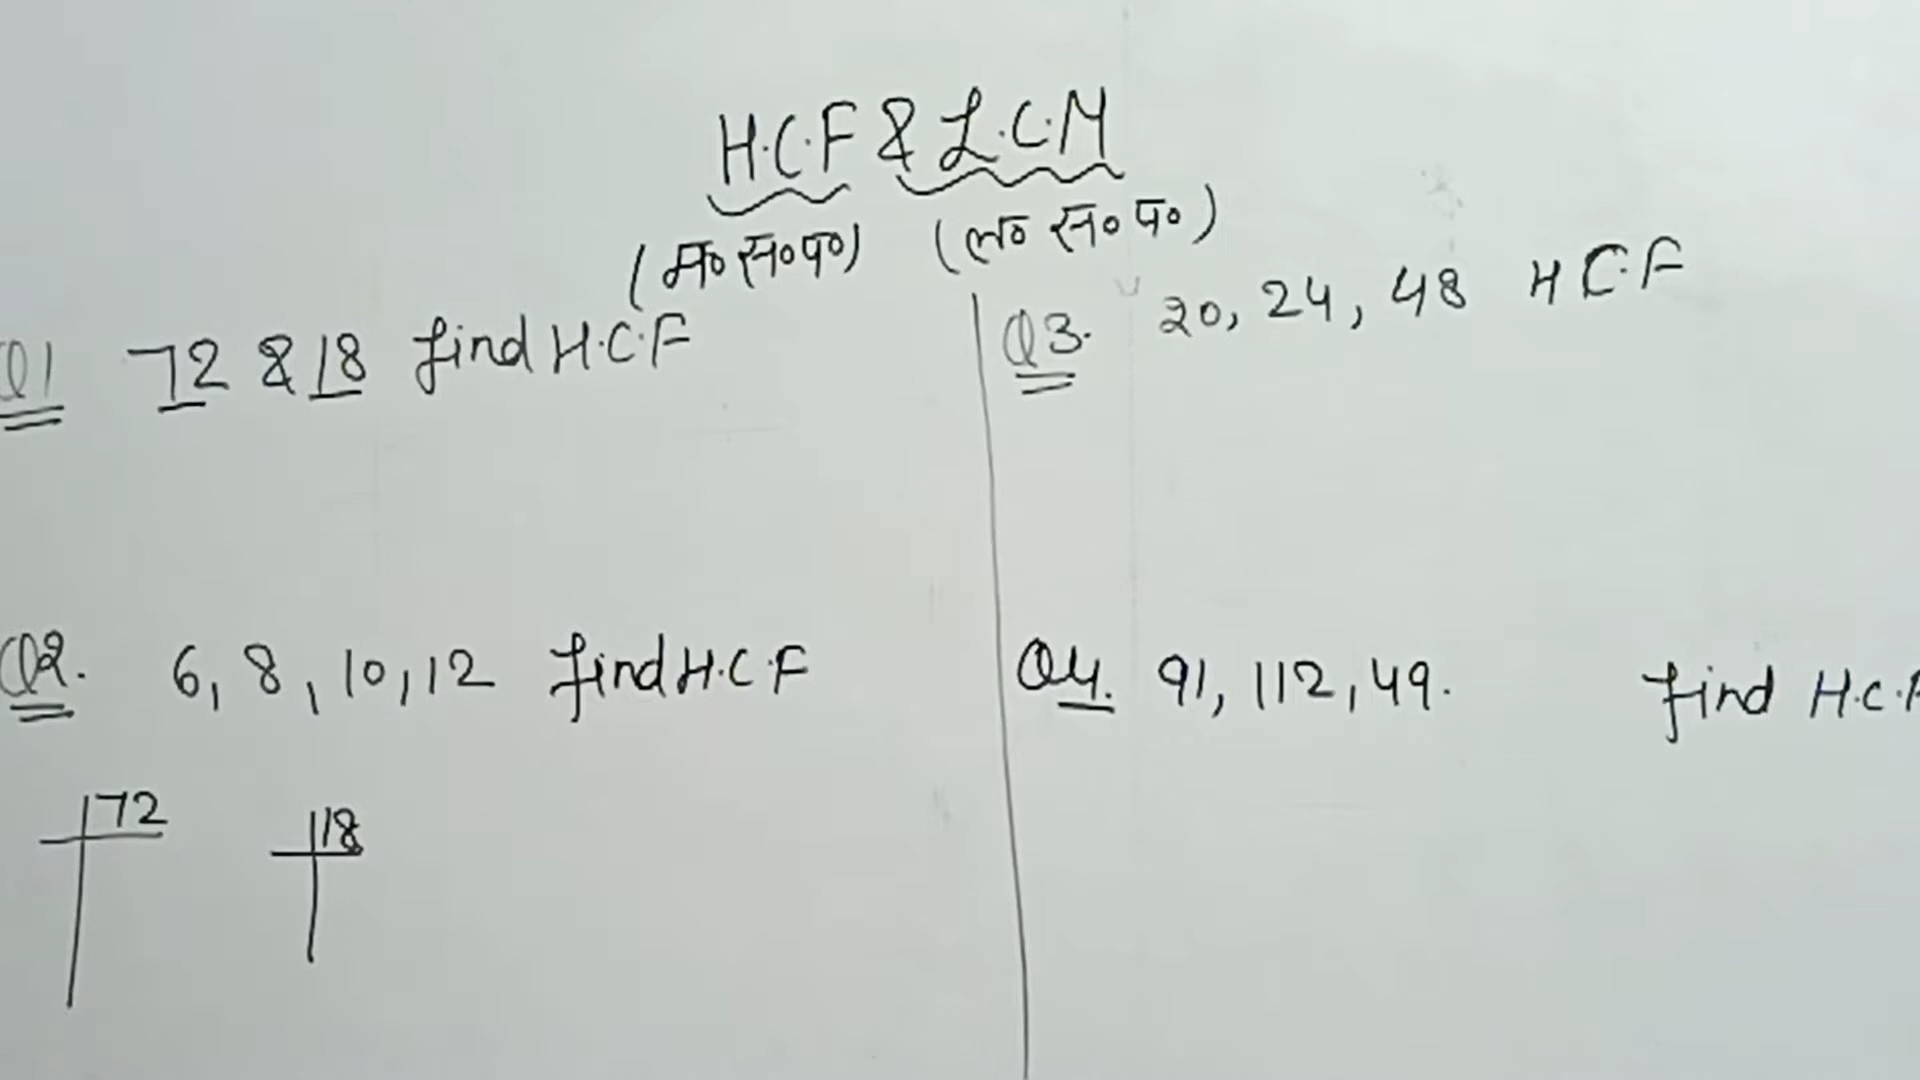 H.C.F & L.C.M
(म० स० प०) (ल० स० प०)
Q1 72 & 18 find H.C.F
Q2. 6, 8, 10, 12 find H.C.F
72 18
Q3. 20, 24, 48 H C.F
Q4. 91, 112, 49. find H.C.F